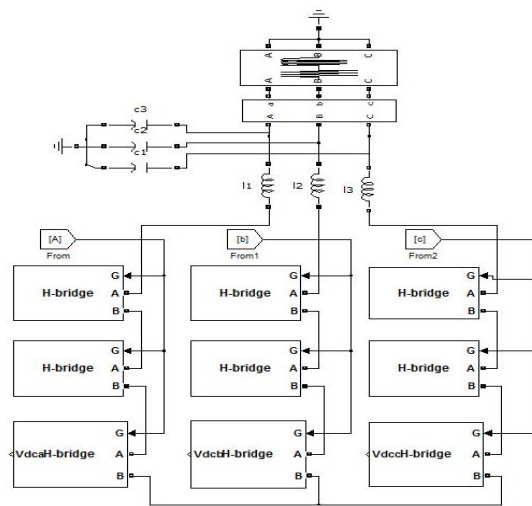 A B C
A B C
a b c
A B C
c3
c2
c1
l1 l2 l3
[A] [b] [c]
From From1 From2
G G G
H-bridge A H-bridge A H-bridge A
B B B
G G G
H-bridge A H-bridge A H-bridge A
B B B
G G G
VdcaH-bridge A VdcbH-bridge A VdccH-bridge A
B B B